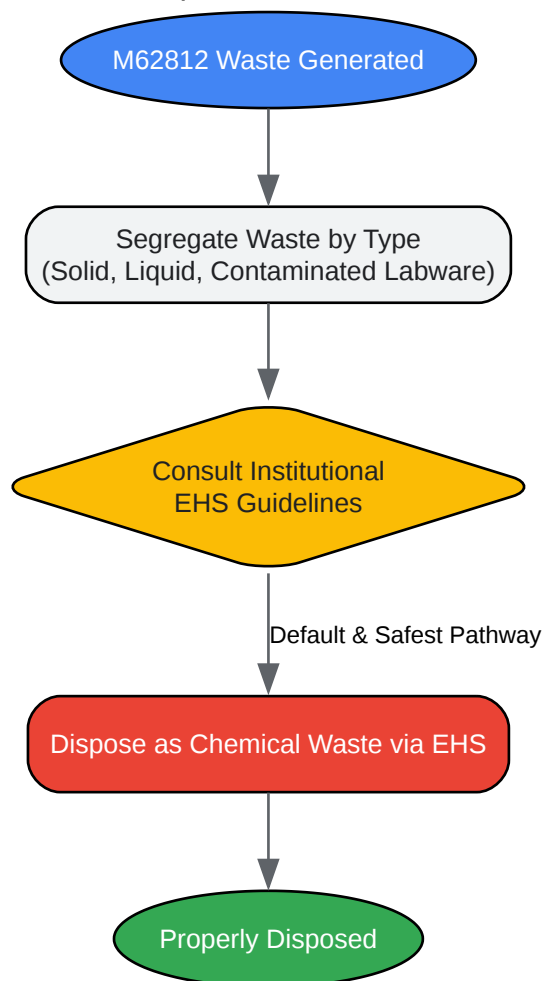 M62812 Waste Generated
Segregate Waste by Type
(Solid, Liquid, Contaminated Labware)
Consult Institutional
EHS Guidelines
Default & Safest Pathway
Dispose as Chemical Waste via EHS
Properly Disposed